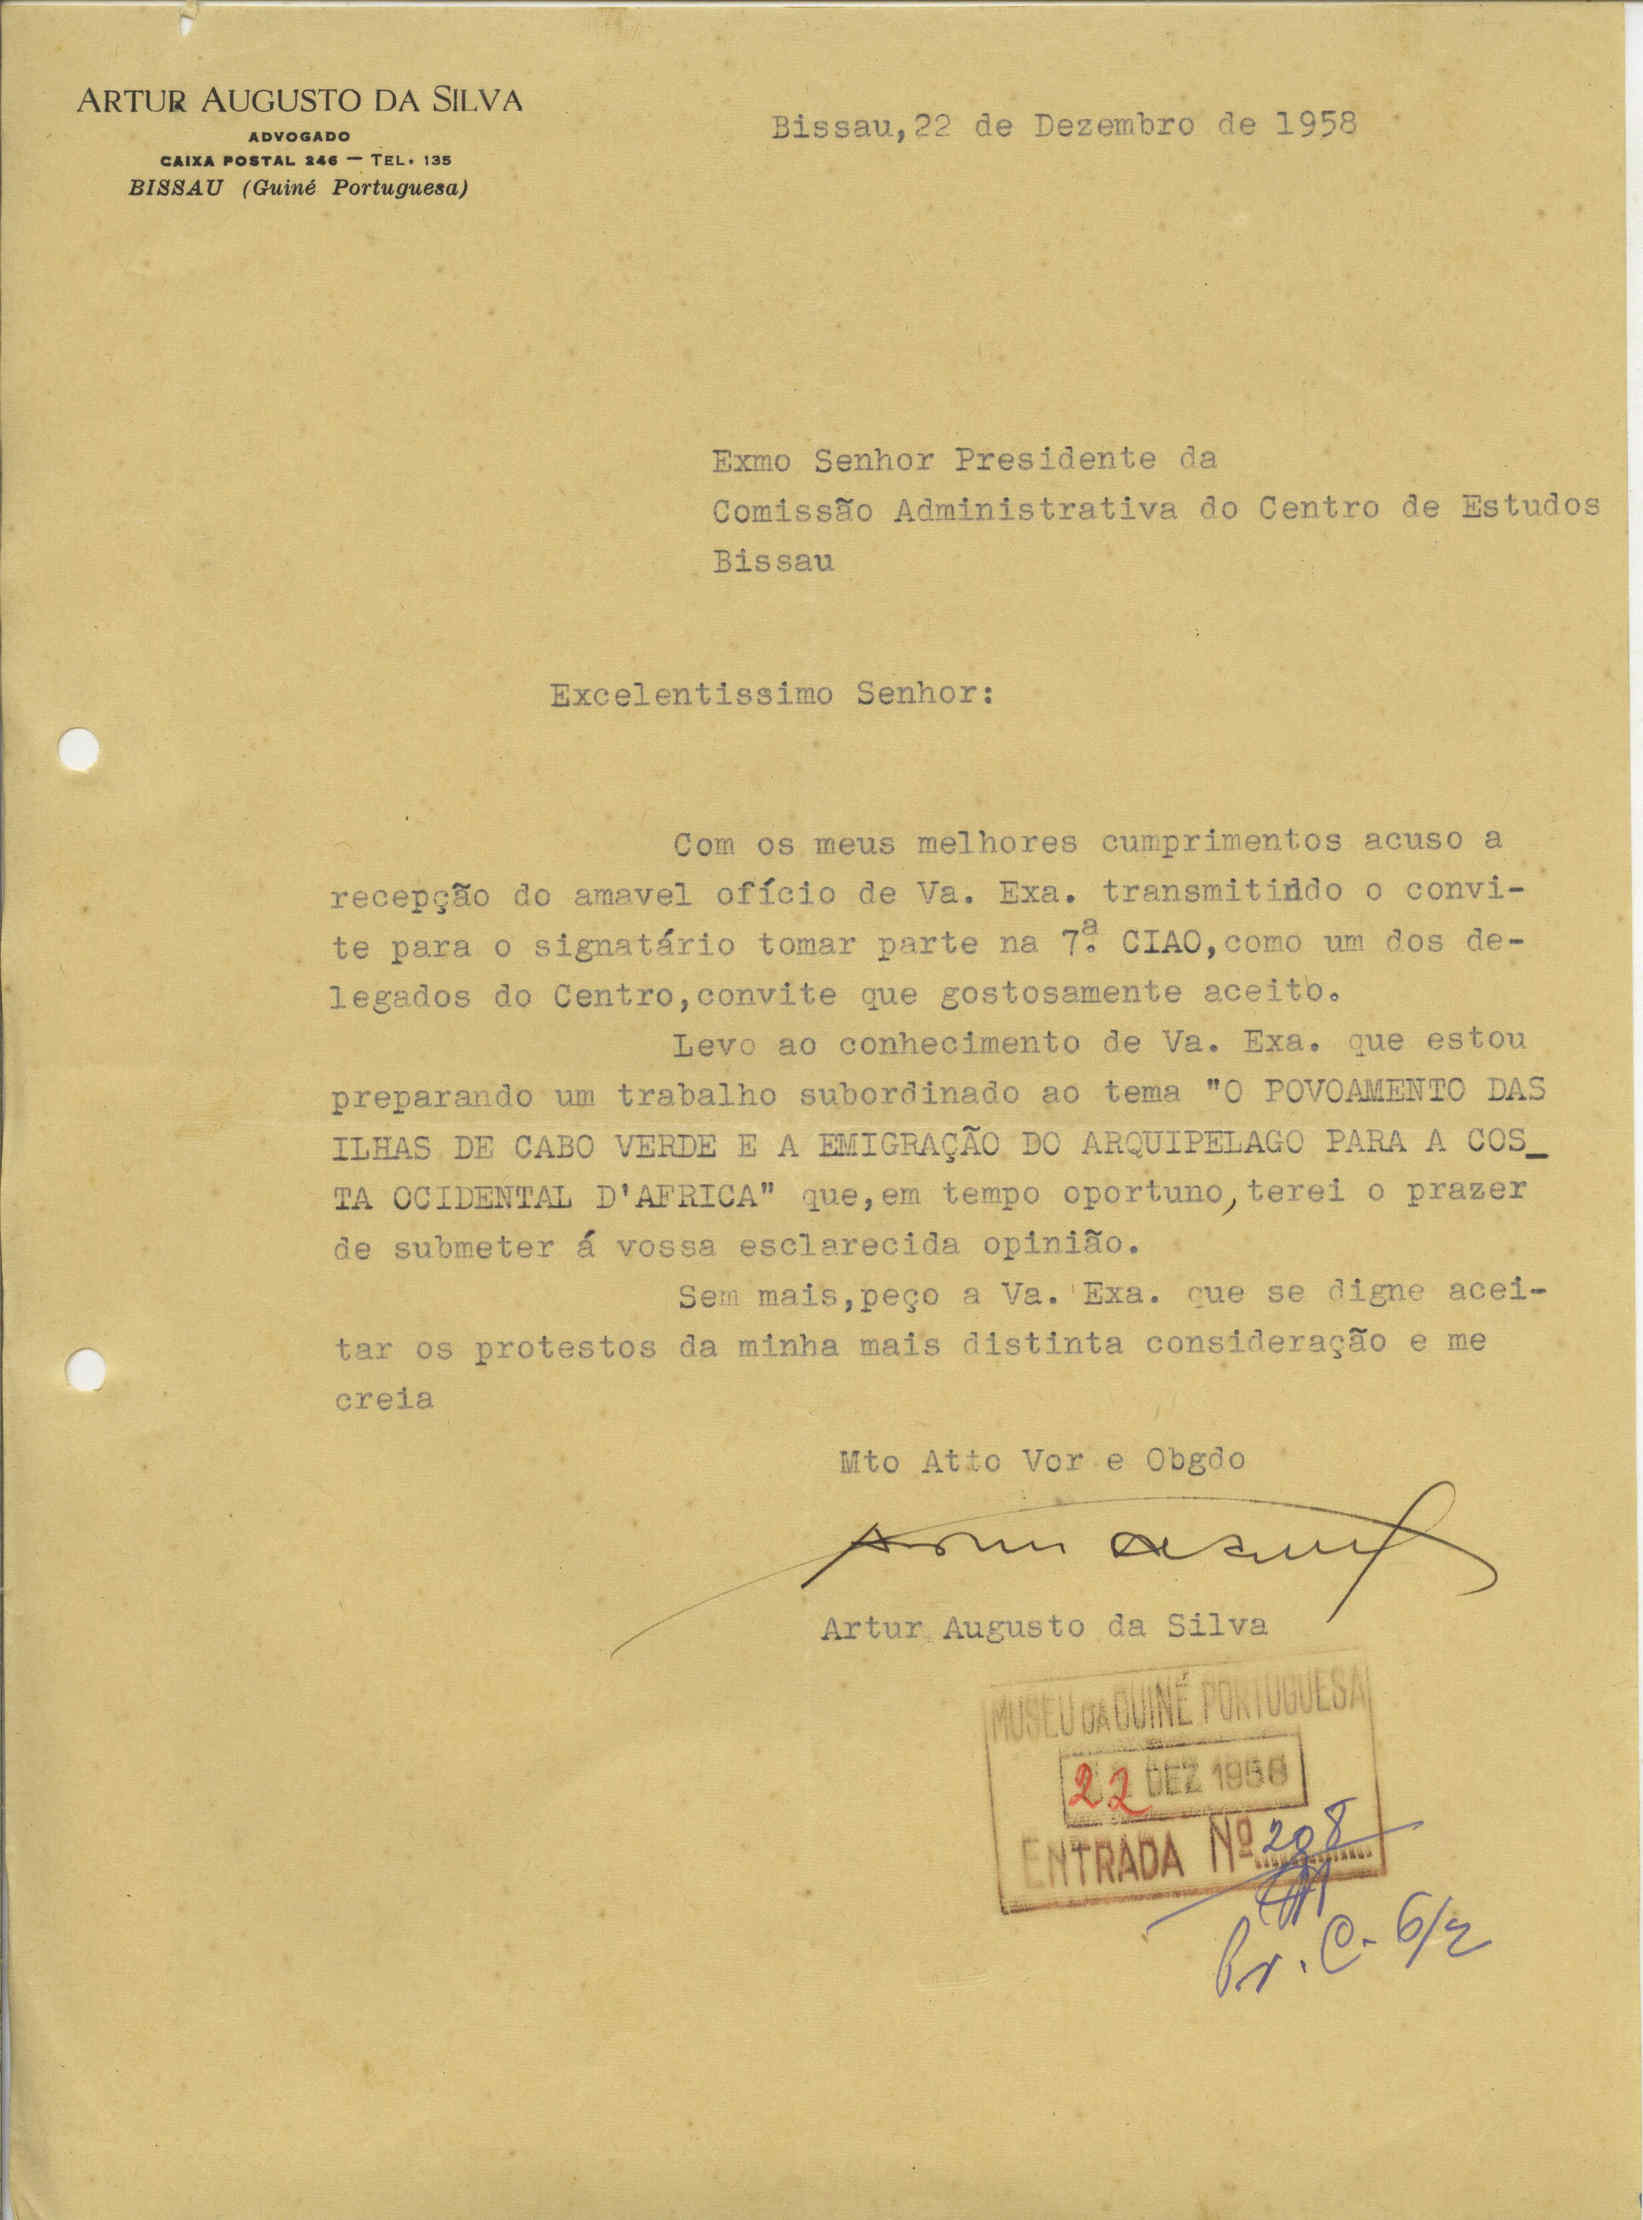 ARTUR AUGUSTO DA SILVA
ADVOGADO
CAIXA POSTAL 246 — TEL. 135
BISSAU (Guiné Portuguesa)
Bissau,22 de Dezembro de 1958
Exmo Senhor Presidente da
Comissão Administrativa do Centro de Estudos
Bissau
Excelentissimo Senhor:
Com os meus melhores cumprimentos acuso a
recepção do amavel ofício de Va. Exa. transmitindo o convi-
te para o signatário tomar parte na 7ª. CIAO,como um dos de-
legados do Centro,convite que gostosamente aceito.
Levo ao conhecimento de Va. Exa. que estou
preparando um trabalho subordinado ao tema "O POVOAMENTO DAS
ILHAS DE CABO VERDE E A EMIGRAÇÃO DO ARQUIPELAGO PARA A COS_
TA OCIDENTAL D'AFRICA" que,em tempo oportuno,terei o prazer
de submeter á vossa esclarecida opinião.
Sem mais,peço a Va. Exa. que se digne acei-
tar os protestos da minha mais distinta consideração e me
creia
Mto Atto Vor e Obgdo
Artur Augusto da Silva
MUSEU DA GUINÉ PORTUGUESA
22 DEZ 1958
ENTRADA Nº 208
Pr. C- 6/2